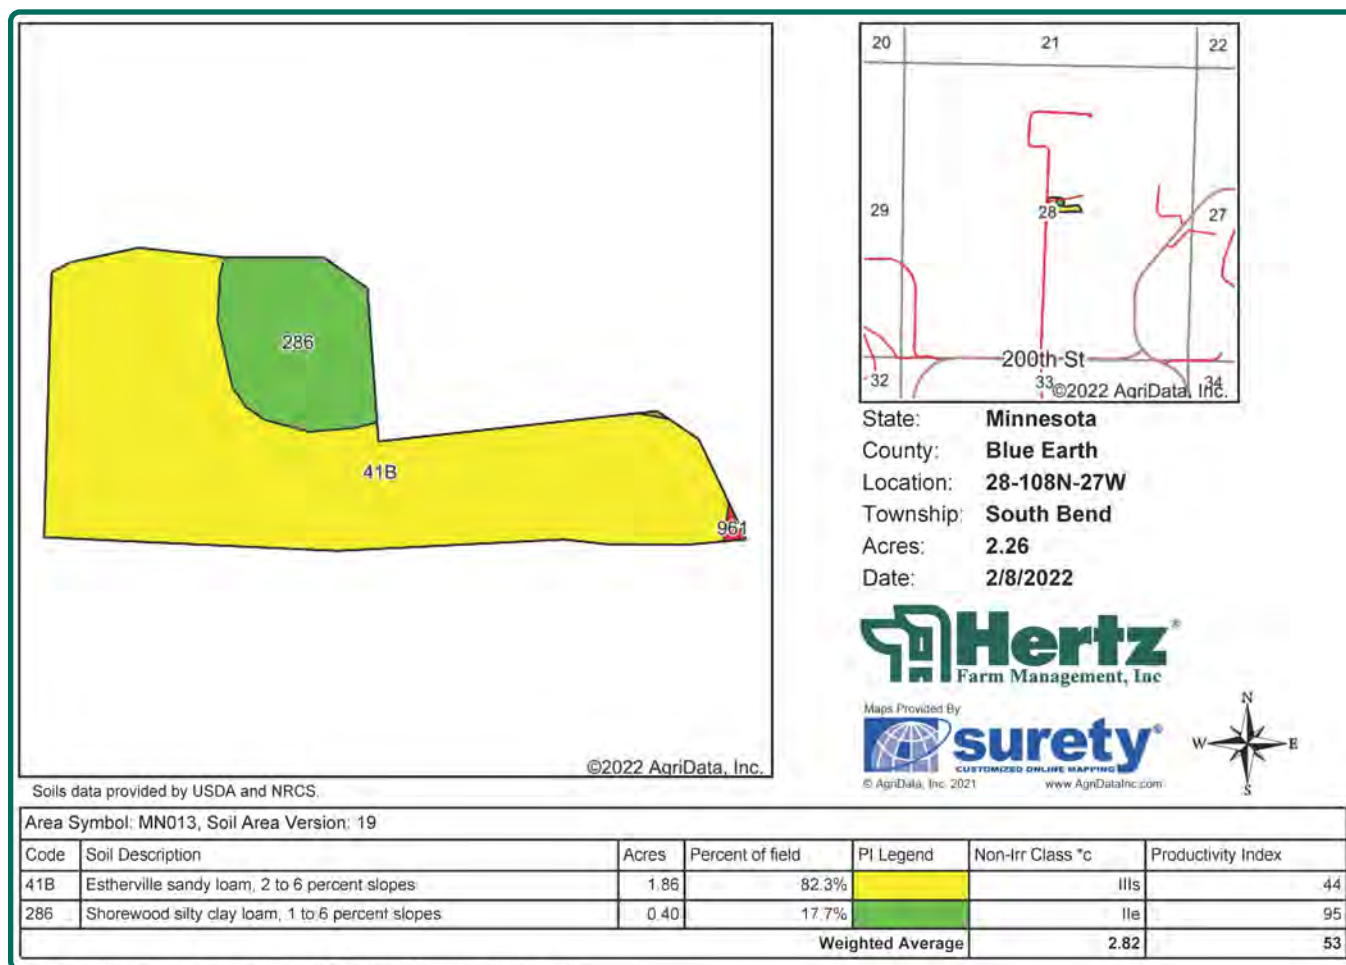 286
41B
961
©2022 AgriData, Inc.
Soils data provided by USDA and NRCS.
20 21 22
29 28 27
200th St
32 33 34
©2022 AgriData, Inc.
State: Minnesota
County: Blue Earth
Location: 28-108N-27W
Township: South Bend
Acres: 2.26
Date: 2/8/2022
Hertz®
Farm Management, Inc
Maps Provided By
surety®
CUSTOMIZED ONLINE MAPPING
© AgriData, Inc. 2021 www.AgriDataInc.com
N
W E
S
Area Symbol: MN013, Soil Area Version: 19
Code Soil Description Acres Percent of field PI Legend Non-Irr Class *c Productivity Index
41B Estherville sandy loam, 2 to 6 percent slopes 1.86 82.3% IIIs 44
286 Shorewood silty clay loam, 1 to 6 percent slopes 0.40 17.7% IIe 95
Weighted Average 2.82 53